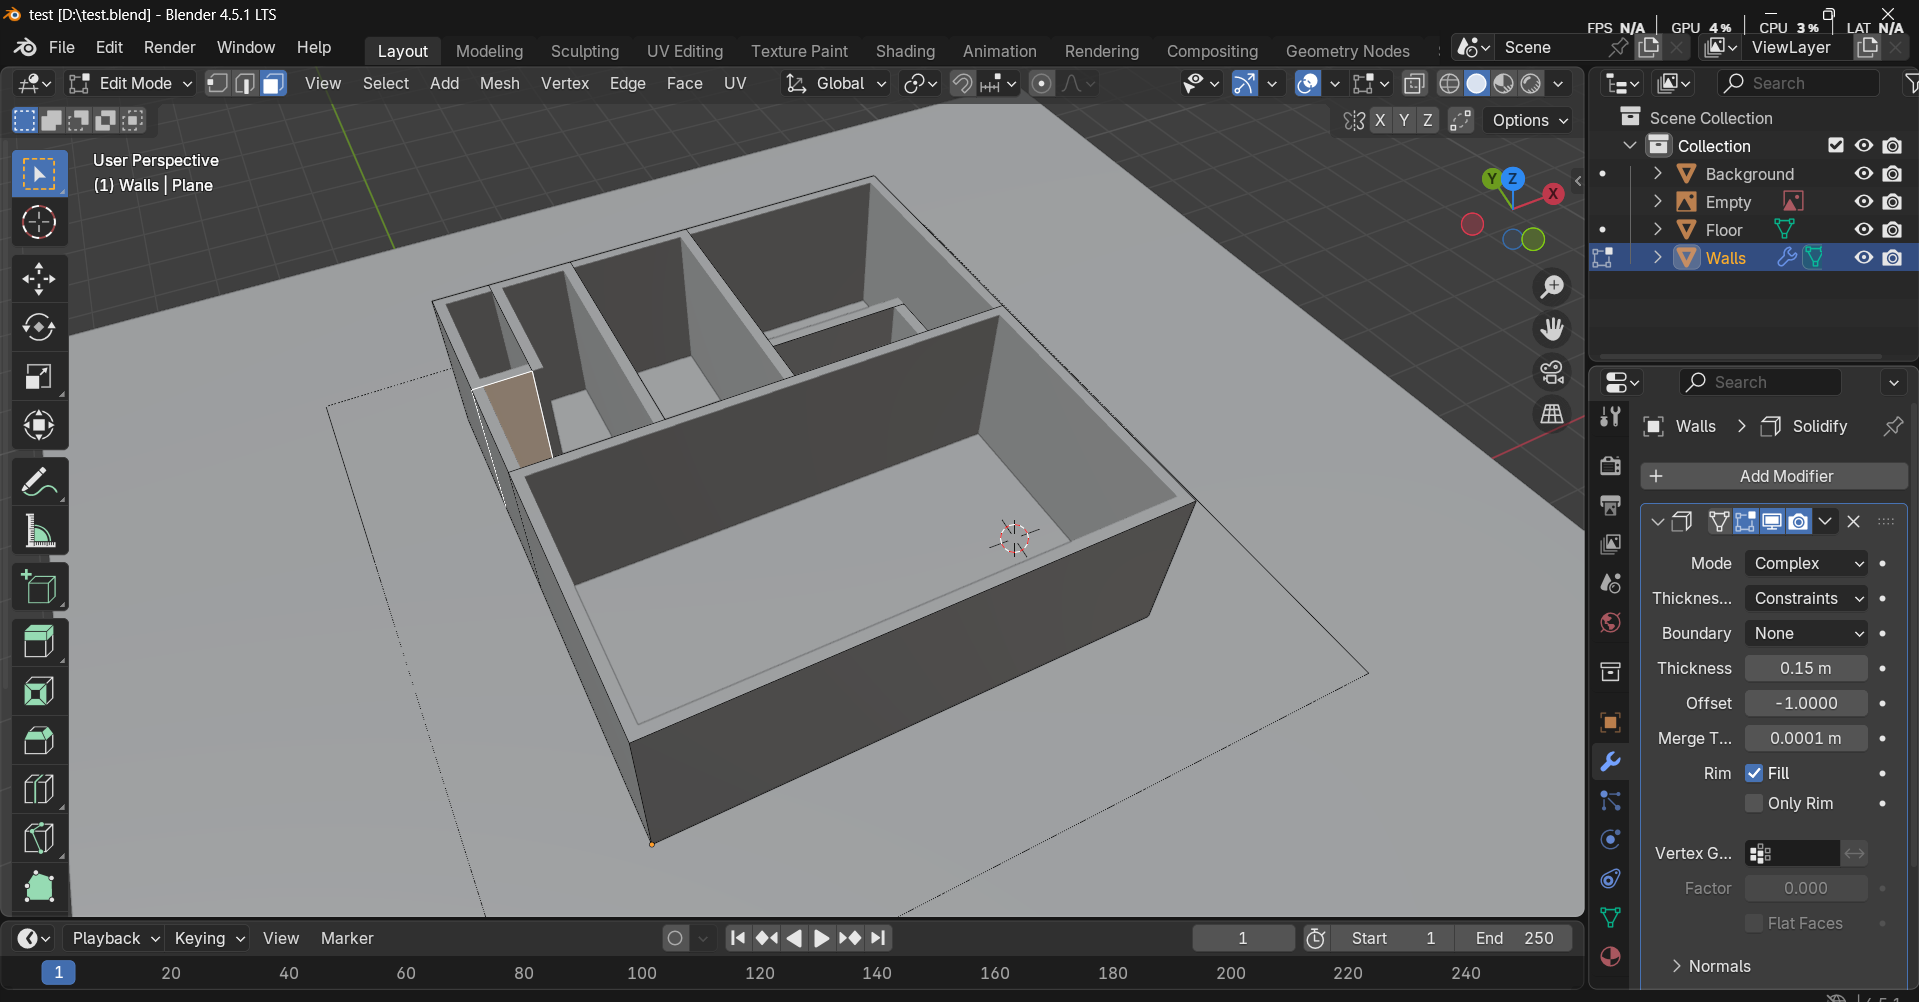 test [D:\test.blend] - Blender 4.5.1 LTS
FPS N/A GPU 4% CPU 3% LAT N/A
File Edit Render Window Help Layout Modeling Sculpting UV Editing Texture Paint Shading Animation Rendering Compositing Geometry Nodes Scene ViewLayer
Edit Mode View Select Add Mesh Vertex Edge Face UV Global Search
X Y Z Options
User Perspective
(1) Walls | Plane
Y Z X
Scene Collection
Collection
Background
Empty
Floor
Walls
Search
Walls > Solidify
+ Add Modifier
Mode Complex
Thicknes... Constraints
Boundary None
Thickness 0.15 m
Offset -1.0000
Merge T... 0.0001 m
Rim Fill
Only Rim
Vertex G...
Factor 0.000
Flat Faces
Normals
Playback Keying View Marker 1 Start 1 End 250
1 20 40 60 80 100 120 140 160 180 200 220 240